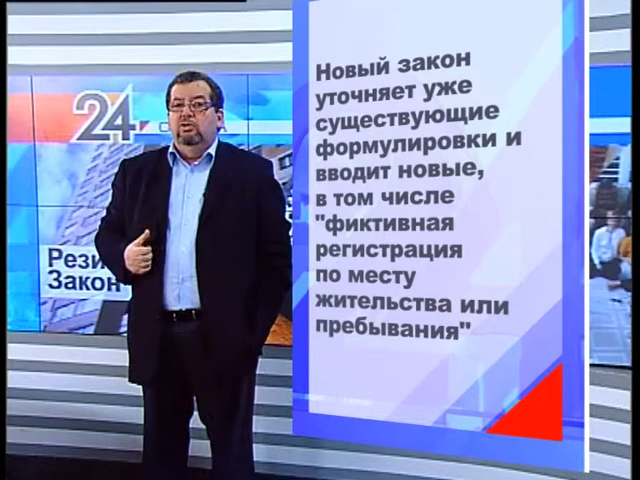 24
Рези
Закон
Новый закон
уточняет уже
существующие
формулировки и
вводит новые,
в том числе
"фиктивная
регистрация
по месту
жительства или
пребывания"